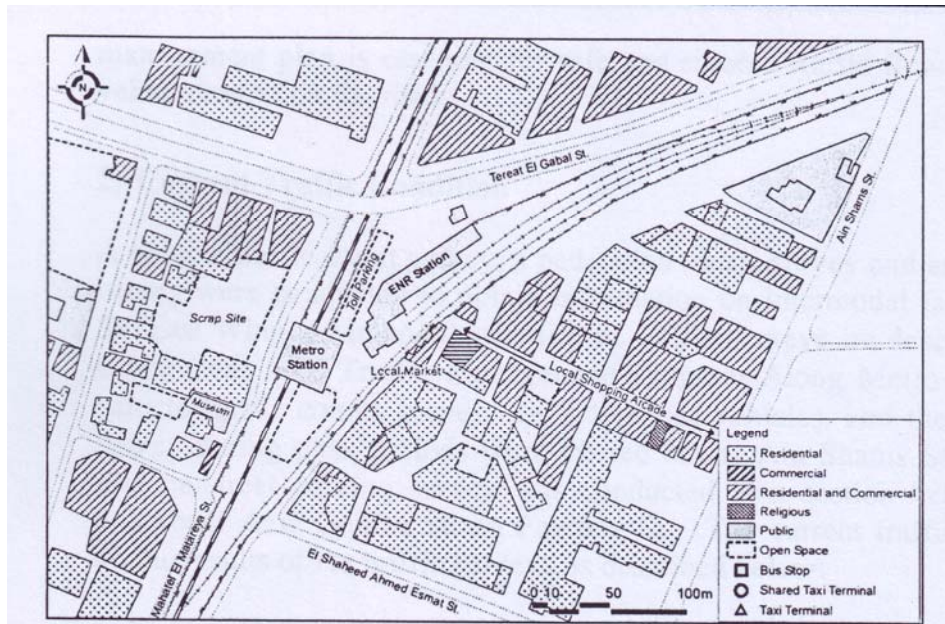 N
Tereat El Gabal St.
Ain Shams St.
ENR Station
Toll Parking
Scrap Site
Metro Station
Local Market
Local Shopping Arcade
Museum
Mahatet El Matareya St.
El Shaheed Ahmed Esmat St.
0 10 50 100m
Legend
Residential
Commercial
Residential and Commercial
Religious
Public
Open Space
Bus Stop
Shared Taxi Terminal
Taxi Terminal